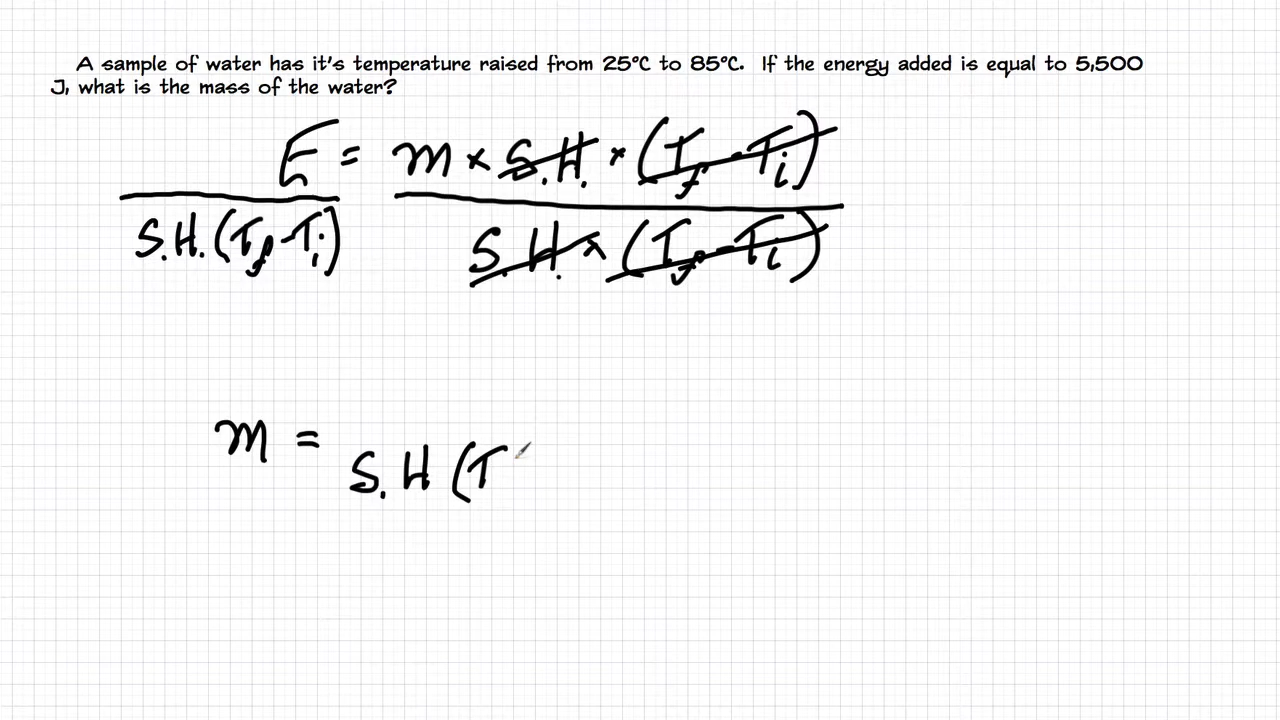 A sample of water has it's temperature raised from 25°C to 85°C. If the energy added is equal to 5,500
J, what is the mass of the water?
E = m × S.H. × (Tf - Ti)
S.H. (Tf - Ti) S.H. × (Tf - Ti)
m =
S.H (T